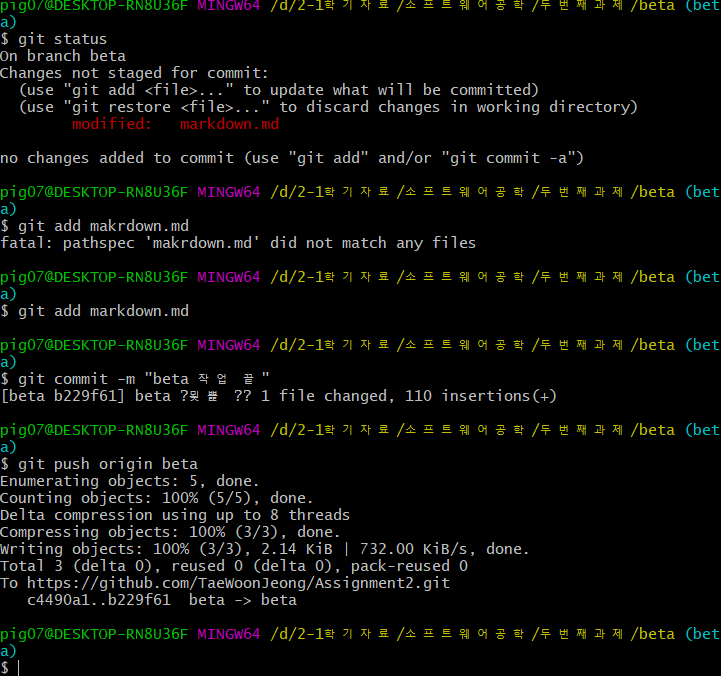 pig07@DESKTOP-RN8U36F MINGW64 /d/2-1학기자료/소프트웨어공학/두번째과제/beta (bet
a)
$ git status
On branch beta
Changes not staged for commit:
  (use "git add <file>..." to update what will be committed)
  (use "git restore <file>..." to discard changes in working directory)
        modified:   markdown.md

no changes added to commit (use "git add" and/or "git commit -a")

pig07@DESKTOP-RN8U36F MINGW64 /d/2-1학기자료/소프트웨어공학/두번째과제/beta (bet
a)
$ git add makrdown.md
fatal: pathspec 'makrdown.md' did not match any files

pig07@DESKTOP-RN8U36F MINGW64 /d/2-1학기자료/소프트웨어공학/두번째과제/beta (bet
a)
$ git add markdown.md

pig07@DESKTOP-RN8U36F MINGW64 /d/2-1학기자료/소프트웨어공학/두번째과제/beta (bet
a)
$ git commit -m "beta 작업 끝"
[beta b229f61] beta ?? 1 file changed, 110 insertions(+)

pig07@DESKTOP-RN8U36F MINGW64 /d/2-1학기자료/소프트웨어공학/두번째과제/beta (bet
a)
$ git push origin beta
Enumerating objects: 5, done.
Counting objects: 100% (5/5), done.
Delta compression using up to 8 threads
Compressing objects: 100% (3/3), done.
Writing objects: 100% (3/3), 2.14 KiB | 732.00 KiB/s, done.
Total 3 (delta 0), reused 0 (delta 0), pack-reused 0
To https://github.com/TaeWoonJeong/Assignment2.git
   c4490a1..b229f61  beta -> beta

pig07@DESKTOP-RN8U36F MINGW64 /d/2-1학기자료/소프트웨어공학/두번째과제/beta (bet
a)
$